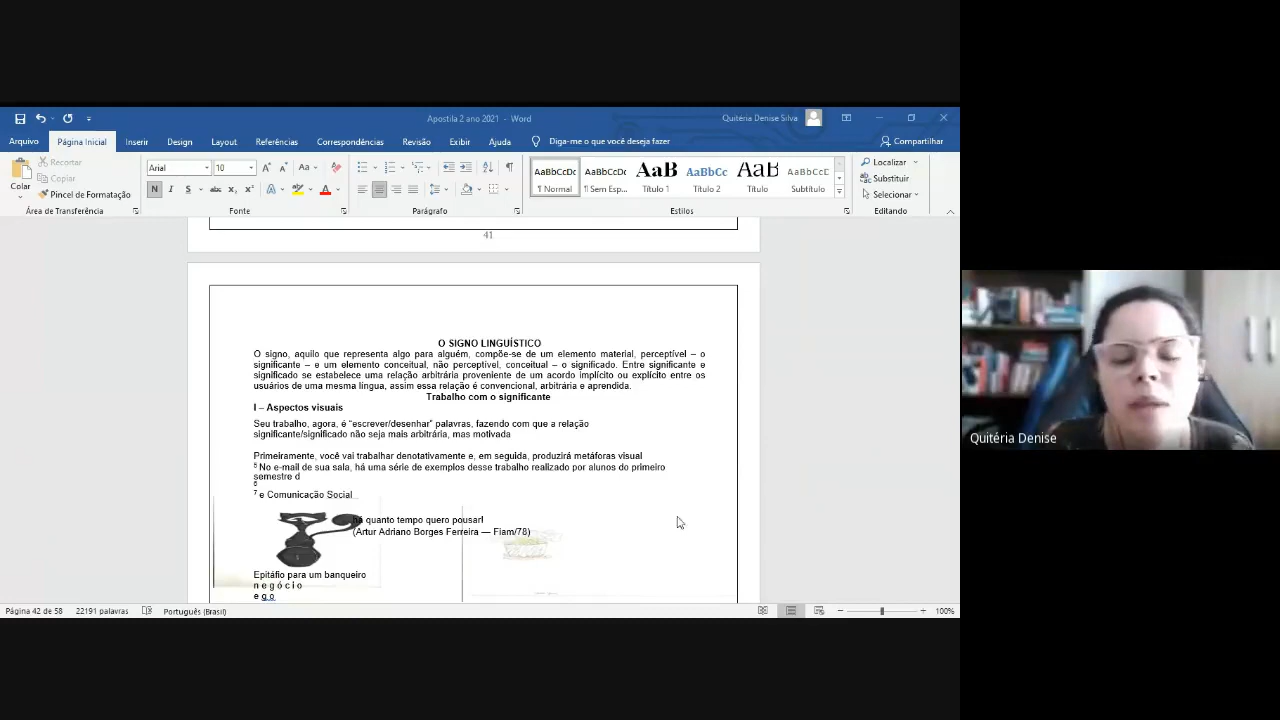 Apostila 2 ano 2021 - Word
Quitéria Denise Silva
Arquivo Página Inicial Inserir Design Layout Referências Correspondências Revisão Exibir Ajuda Diga-me o que você deseja fazer Compartilhar
Colar
Recortar
Copiar
Pincel de Formatação
Área de Transferência
Arial 10
Fonte
Parágrafo
AaBbCcDc AaBbCcDc AaB AaBbCc AaB AaBbCcD
¶ Normal ¶ Sem Esp... Título 1 Título 2 Título Subtítulo
Estilos
Localizar
Substituir
Selecionar
Editando
41
O SIGNO LINGUÍSTICO
O signo, aquilo que representa algo para alguém, compõe-se de um elemento material, perceptível – o
significante – e um elemento conceitual, não perceptível, conceitual – o significado. Entre significante e
significado se estabelece uma relação arbitrária proveniente de um acordo implícito ou explícito entre os
usuários de uma mesma língua, assim essa relação é convencional, arbitrária e aprendida.
Trabalho com o significante
I – Aspectos visuais
Seu trabalho, agora, é “escrever/desenhar” palavras, fazendo com que a relação
significante/significado não seja mais arbitrária, mas motivada
Primeiramente, você vai trabalhar denotativamente e, em seguida, produzirá metáforas visual
5 No e-mail de sua sala, há uma série de exemplos desse trabalho realizado por alunos do primeiro
semestre d
6
7 e Comunicação Social
há quanto tempo quero pousar!
(Artur Adriano Borges Ferreira — Fiam/78)
Epitáfio para um banqueiro
n e g ó c i o
e g o
Página 42 de 58 22191 palavras Português (Brasil) 100%
Quitéria Denise